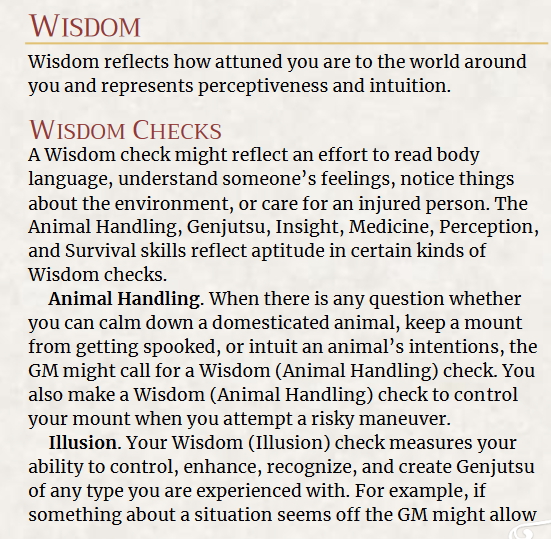 Wisdom
Wisdom reflects how attuned you are to the world around
you and represents perceptiveness and intuition.
Wisdom Checks
A Wisdom check might reflect an effort to read body
language, understand someone's feelings, notice things
about the environment, or care for an injured person. The
Animal Handling, Genjutsu, Insight, Medicine, Perception,
and Survival skills reflect aptitude in certain kinds of
Wisdom checks.
Animal Handling. When there is any question whether
you can calm down a domesticated animal, keep a mount
from getting spooked, or intuit an animal's intentions, the
GM might call for a Wisdom (Animal Handling) check. You
also make a Wisdom (Animal Handling) check to control
your mount when you attempt a risky maneuver.
Illusion. Your Wisdom (Illusion) check measures your
ability to control, enhance, recognize, and create Genjutsu
of any type you are experienced with. For example, if
something about a situation seems off the GM might allow